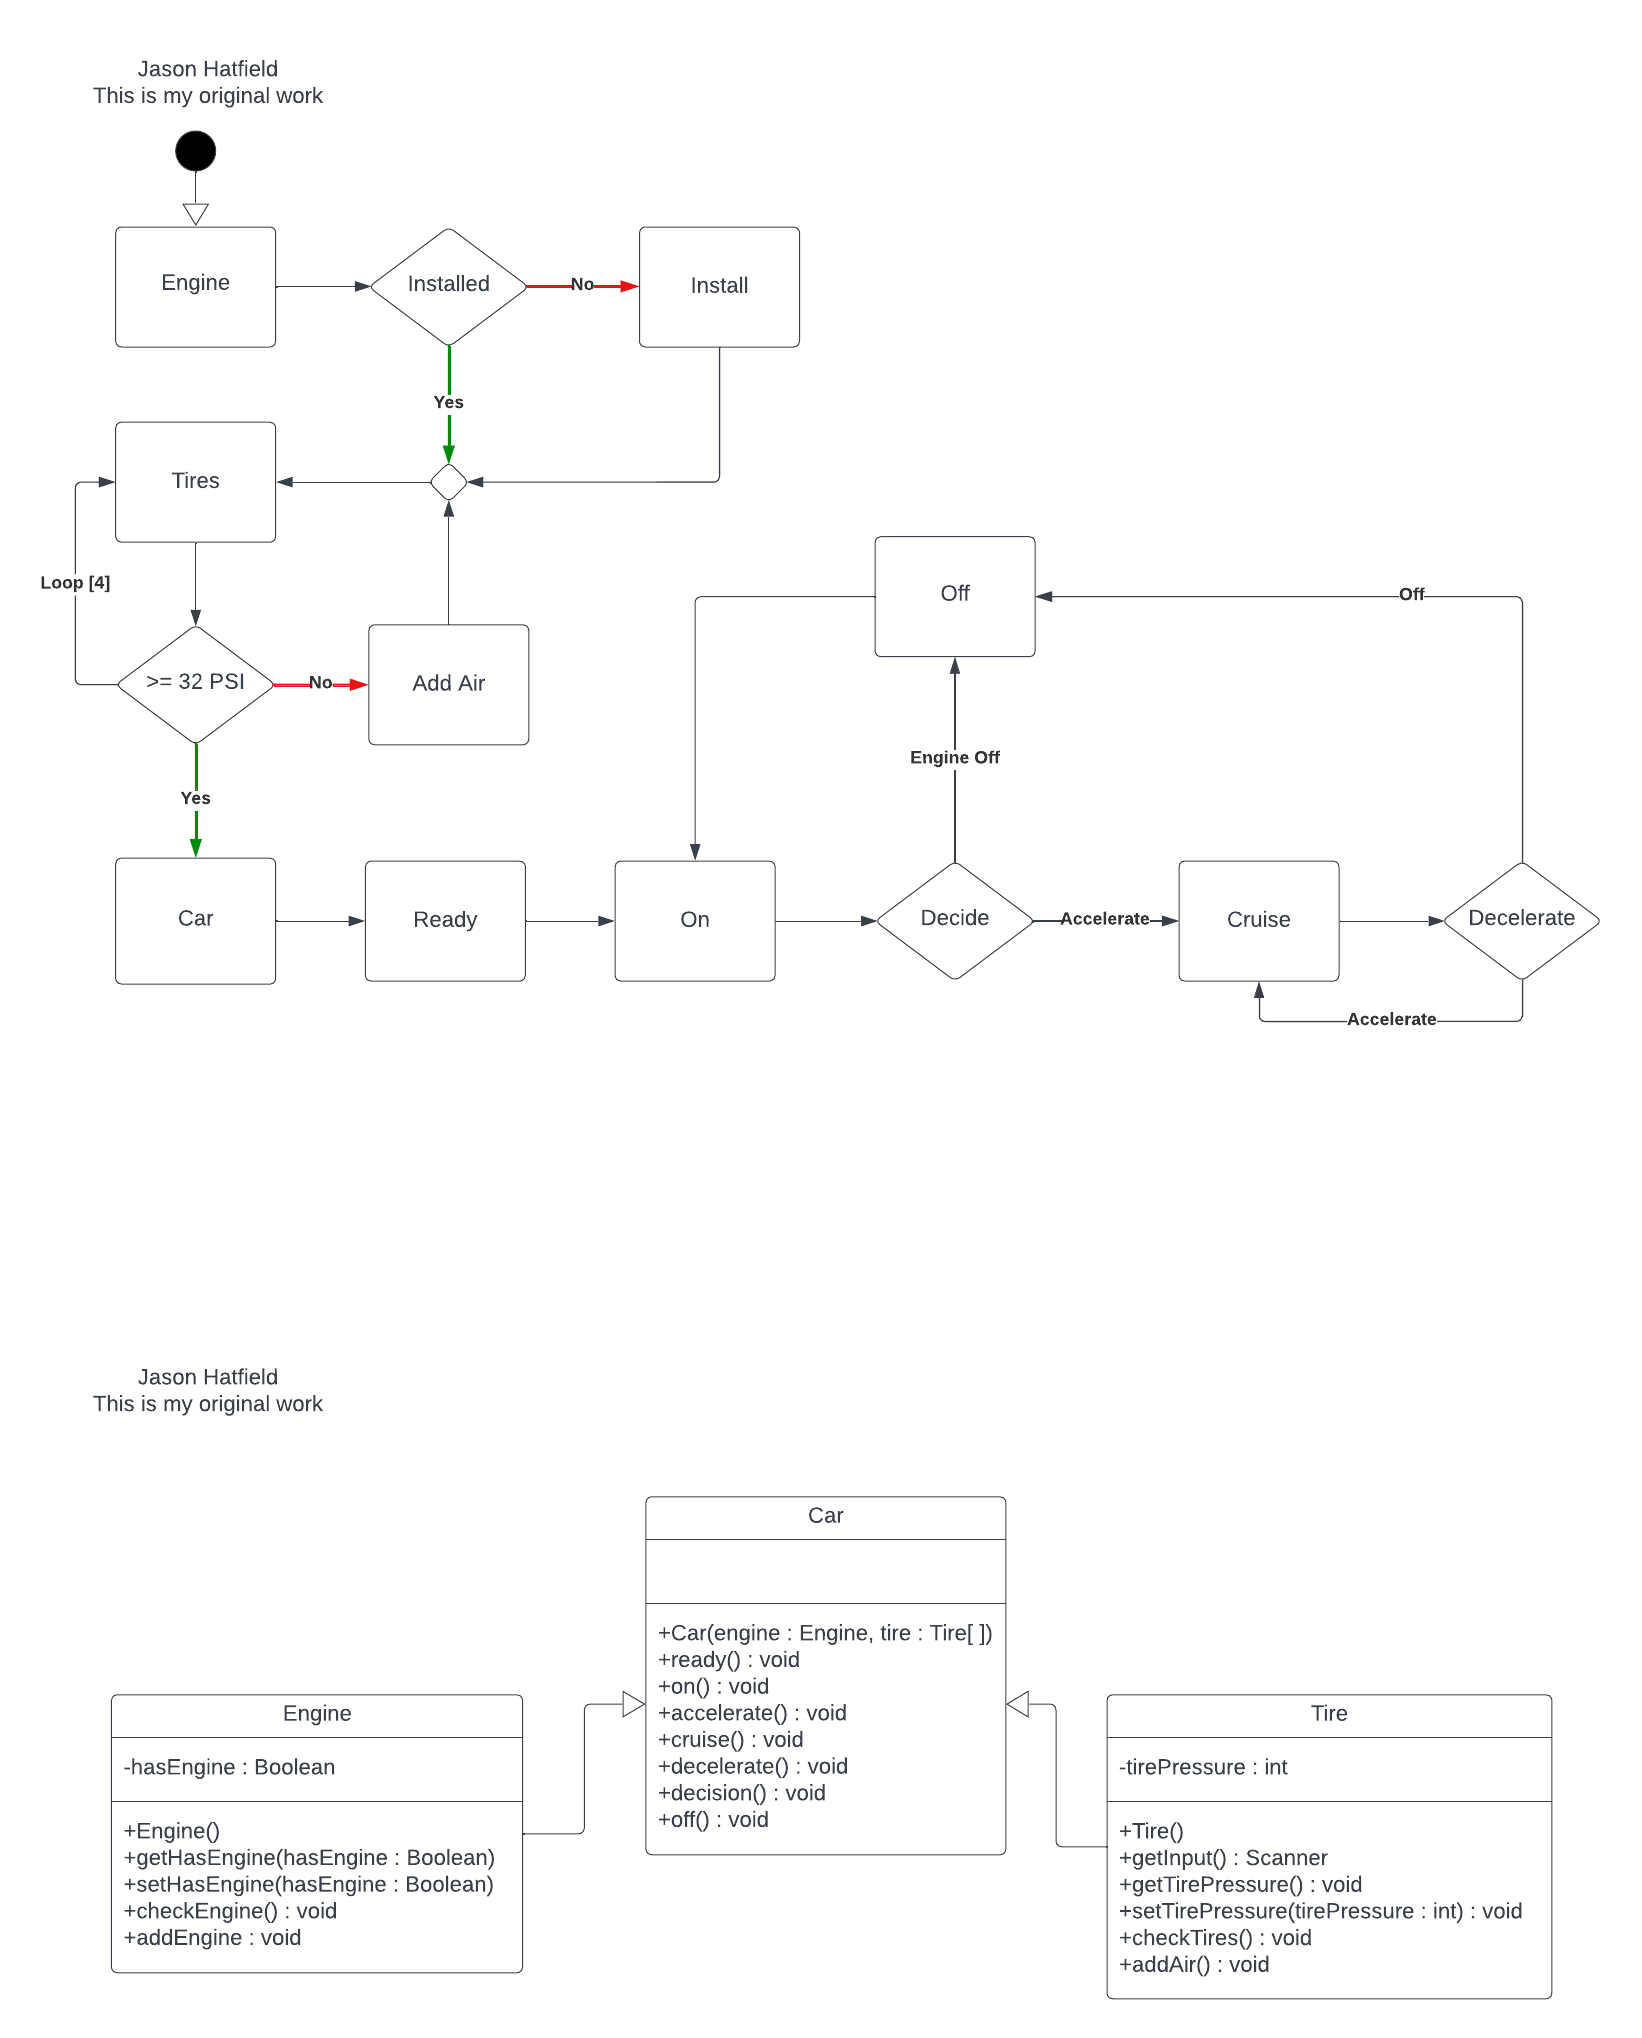 Jason Hatfield
This is my original work
Engine
Installed
No
Install
Yes
Tires
Loop [4]
>= 32 PSI
No
Add Air
Yes
Off
Off
Engine Off
Car
Ready
On
Decide
Accelerate
Cruise
Decelerate
Accelerate
Jason Hatfield
This is my original work
Car
+Car(engine : Engine, tire : Tire[ ])
+ready() : void
+on() : void
+accelerate() : void
+cruise() : void
+decelerate() : void
+decision() : void
+off() : void
Engine
-hasEngine : Boolean
+Engine()
+getHasEngine(hasEngine : Boolean)
+setHasEngine(hasEngine : Boolean)
+checkEngine() : void
+addEngine : void
Tire
-tirePressure : int
+Tire()
+getInput() : Scanner
+getTirePressure() : void
+setTirePressure(tirePressure : int) : void
+checkTires() : void
+addAir() : void